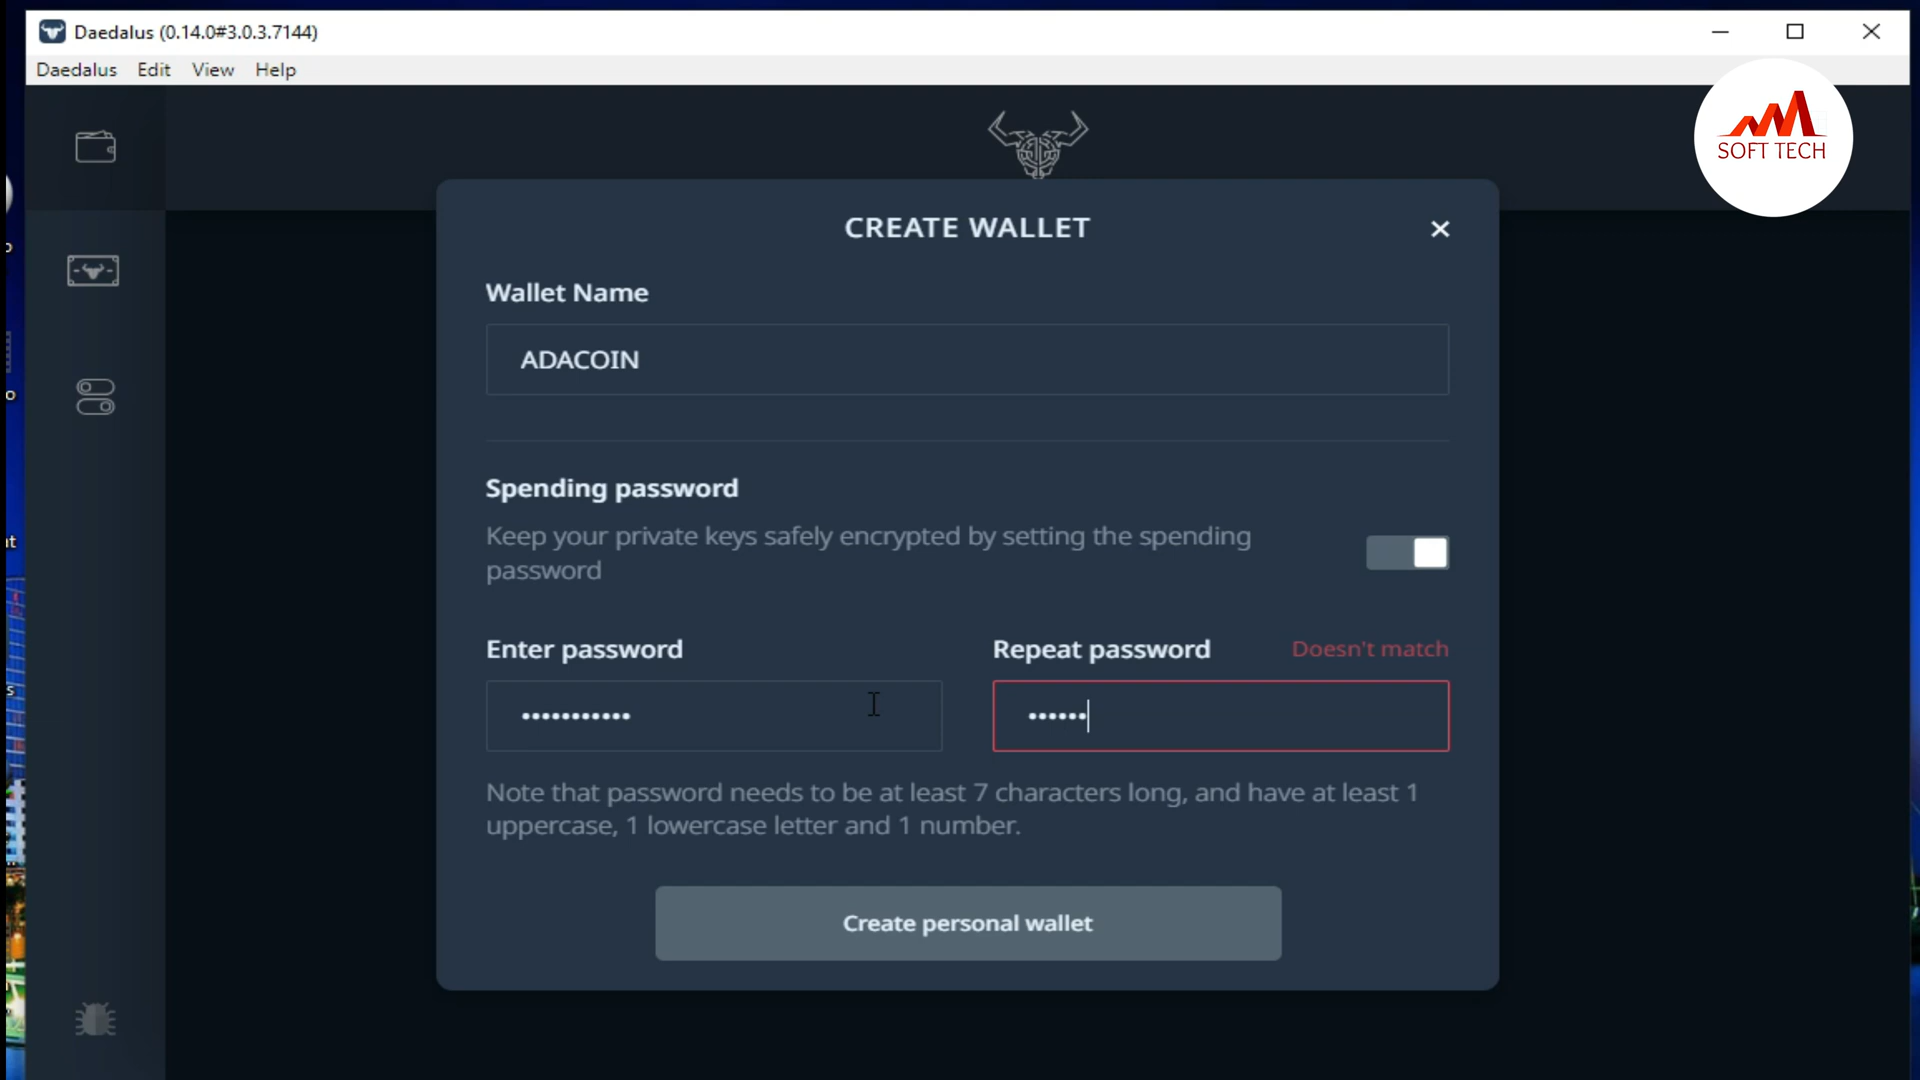 Daedalus (0.14.0#3.0.3.7144)
Daedalus Edit View Help
SOFT TECH
CREATE WALLET
Wallet Name
ADACOIN
Spending password
Keep your private keys safely encrypted by setting the spending
password
Enter password
Repeat password Doesn't match
Note that password needs to be at least 7 characters long, and have at least 1
uppercase, 1 lowercase letter and 1 number.
Create personal wallet